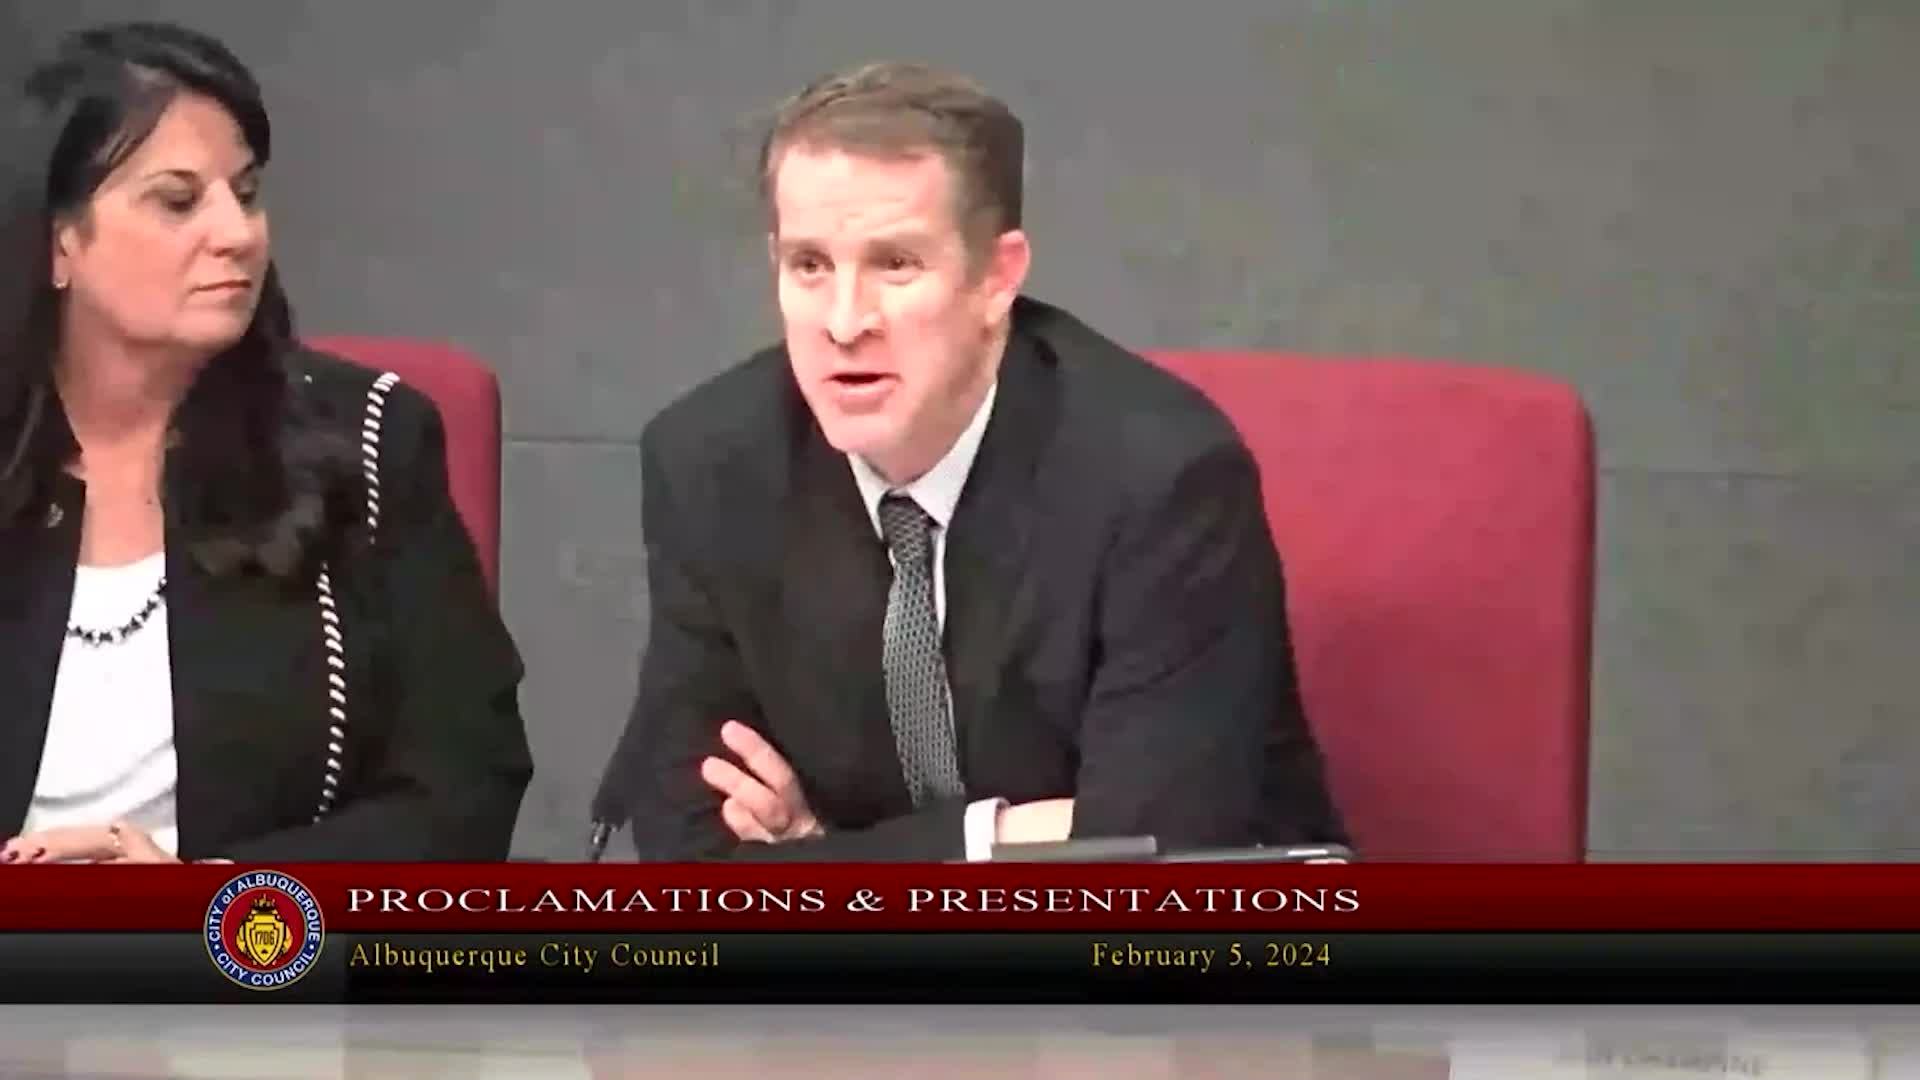 PROCLAMATIONS & PRESENTATIONS
Albuquerque City Council
February 5, 2024
CITY of ALBUQUERQUE
1706
CITY COUNCIL